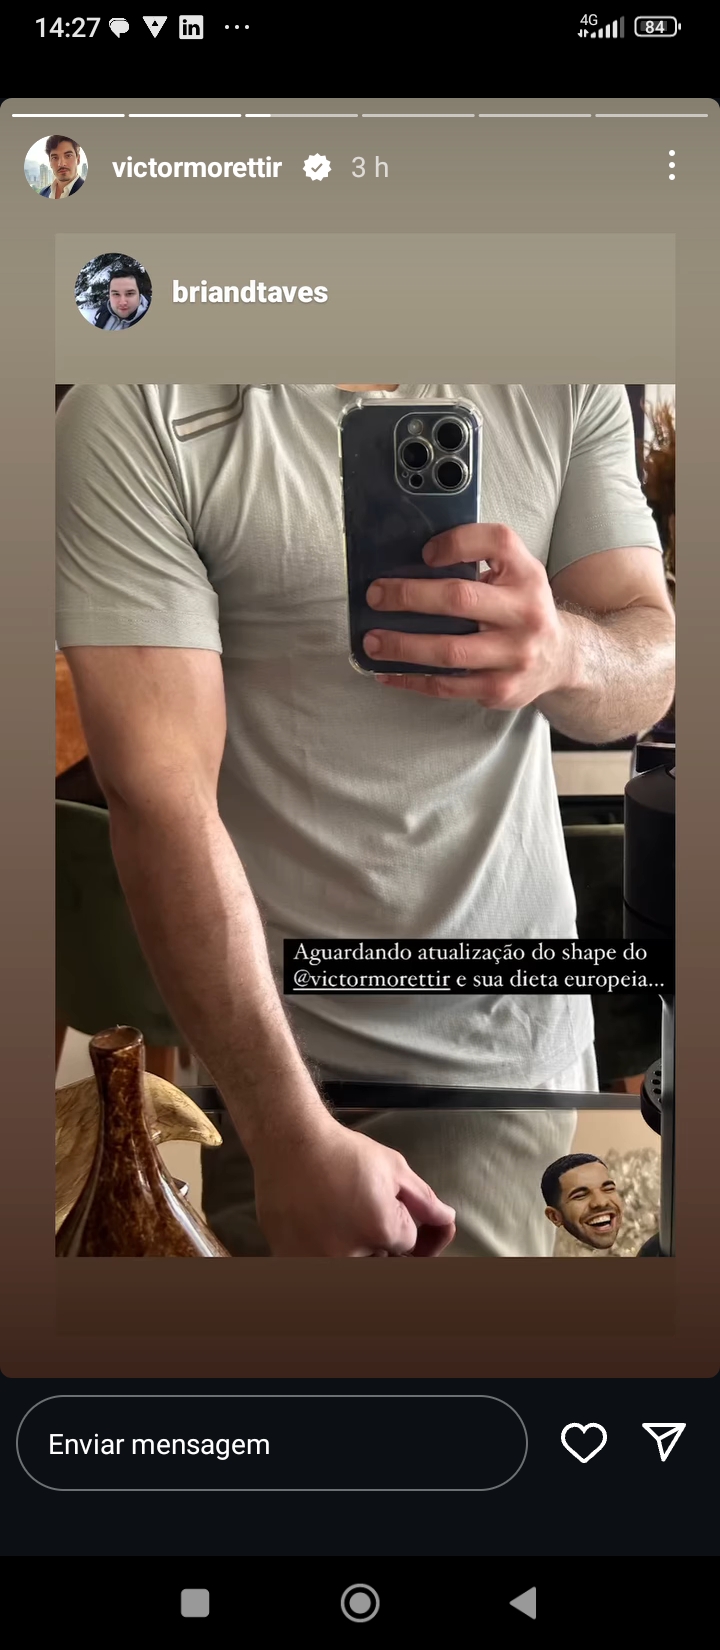 14:27
4G
84
victormorettir 3 h
briandtaves
Aguardando atualização do shape do
@victormorettir e sua dieta europeia...
Enviar mensagem